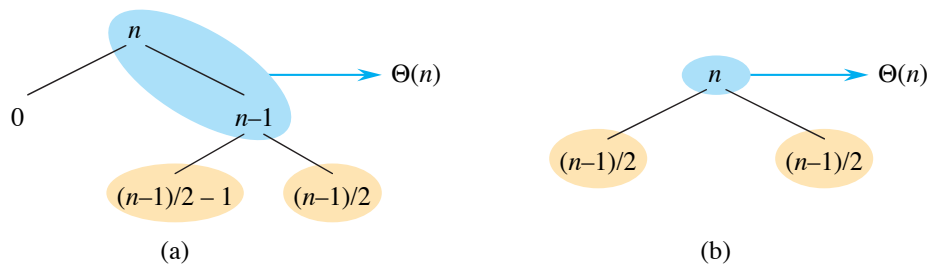 n
Θ(n)
0
n–1
(n–1)/2 – 1
(n–1)/2
(a)
n
Θ(n)
(n–1)/2
(n–1)/2
(b)